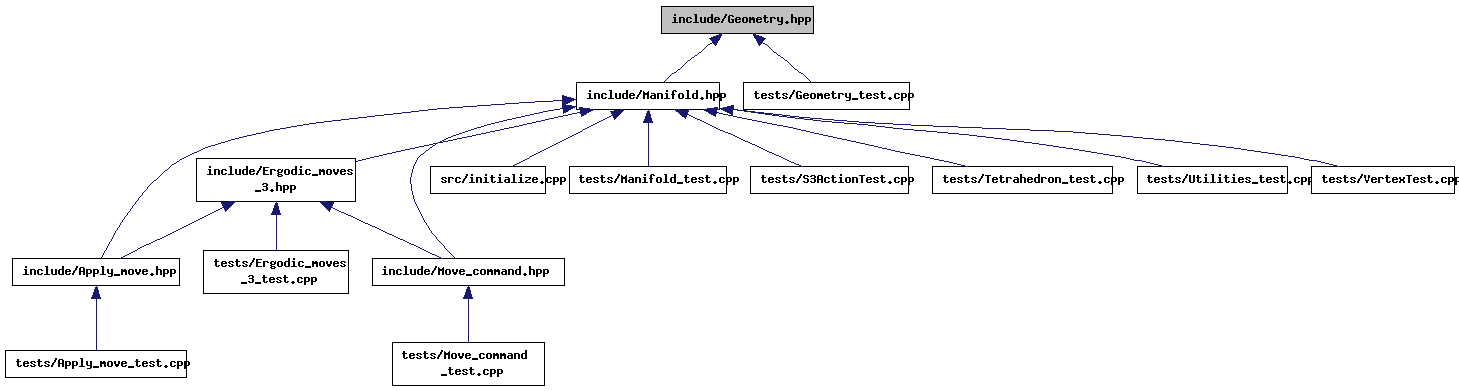 include/Geometry.hpp
include/Manifold.hpp
tests/Geometry_test.cpp
include/Ergodic_moves
_3.hpp
src/initialize.cpp
tests/Manifold_test.cpp
tests/S3ActionTest.cpp
tests/Tetrahedron_test.cpp
tests/Utilities_test.cpp
tests/VertexTest.cpp
include/Apply_move.hpp
tests/Ergodic_moves
_3_test.cpp
include/Move_command.hpp
tests/Apply_move_test.cpp
tests/Move_command
_test.cpp